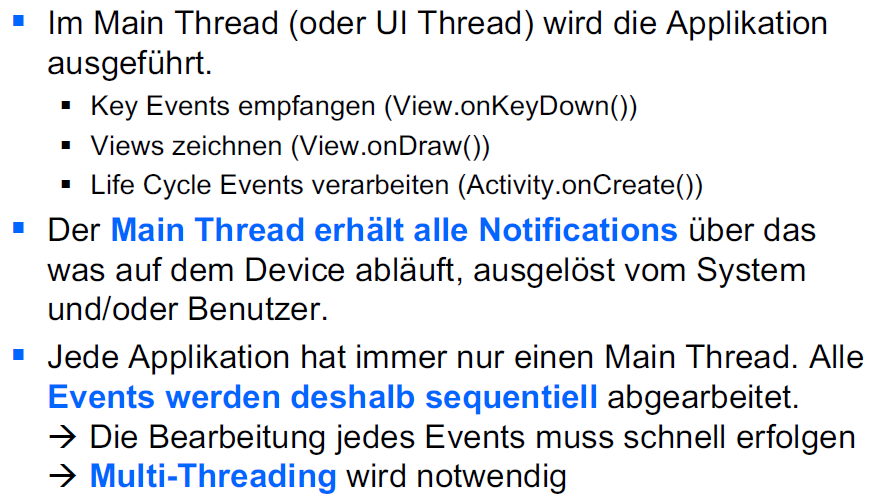 ▪ Im Main Thread (oder UI Thread) wird die Applikation
ausgeführt.
▪ Key Events empfangen (View.onKeyDown())
▪ Views zeichnen (View.onDraw())
▪ Life Cycle Events verarbeiten (Activity.onCreate())
▪ Der Main Thread erhält alle Notifications über das
was auf dem Device abläuft, ausgelöst vom System
und/oder Benutzer.
▪ Jede Applikation hat immer nur einen Main Thread. Alle
Events werden deshalb sequentiell abgearbeitet.
→ Die Bearbeitung jedes Events muss schnell erfolgen
→ Multi-Threading wird notwendig